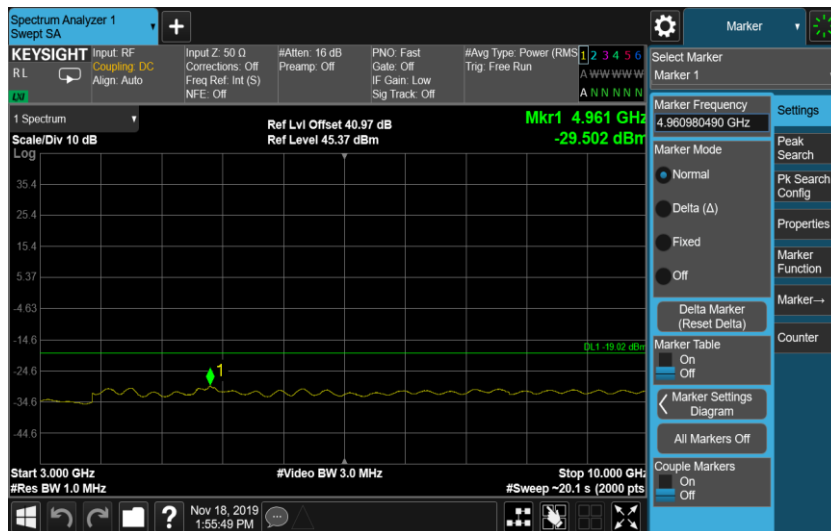 Spectrum Analyzer 1
Swept SA
Marker
KEYSIGHT
RL
LXI
Input: RF
Coupling: DC
Align: Auto
Input Z: 50 Ω
Corrections: Off
Freq Ref: Int (S)
NFE: Off
#Atten: 16 dB
Preamp: Off
PNO: Fast
Gate: Off
IF Gain: Low
Sig Track: Off
#Avg Type: Power (RMS
Trig: Free Run
1 2 3 4 5 6
A W W W W W
A N N N N N
Select Marker
Marker 1
1 Spectrum
Scale/Div 10 dB
Log
Ref Lvl Offset 40.97 dB
Ref Level 45.37 dBm
Mkr1 4.961 GHz
-29.502 dBm
35.4
25.4
15.4
5.37
-4.63
-14.6
-24.6
-34.6
-44.6
DL1 -19.02 dBm
1
Start 3.000 GHz
#Res BW 1.0 MHz
#Video BW 3.0 MHz
Stop 10.000 GHz
#Sweep ~20.1 s (2000 pts
Marker Frequency
4.960980490 GHz
Marker Mode
Normal
Delta (Δ)
Fixed
Off
Delta Marker
(Reset Delta)
Marker Table
On
Off
Marker Settings
Diagram
All Markers Off
Couple Markers
On
Off
Settings
Peak
Search
Pk Search
Config
Properties
Marker
Function
Marker→
Counter
?
Nov 18, 2019
1:55:49 PM